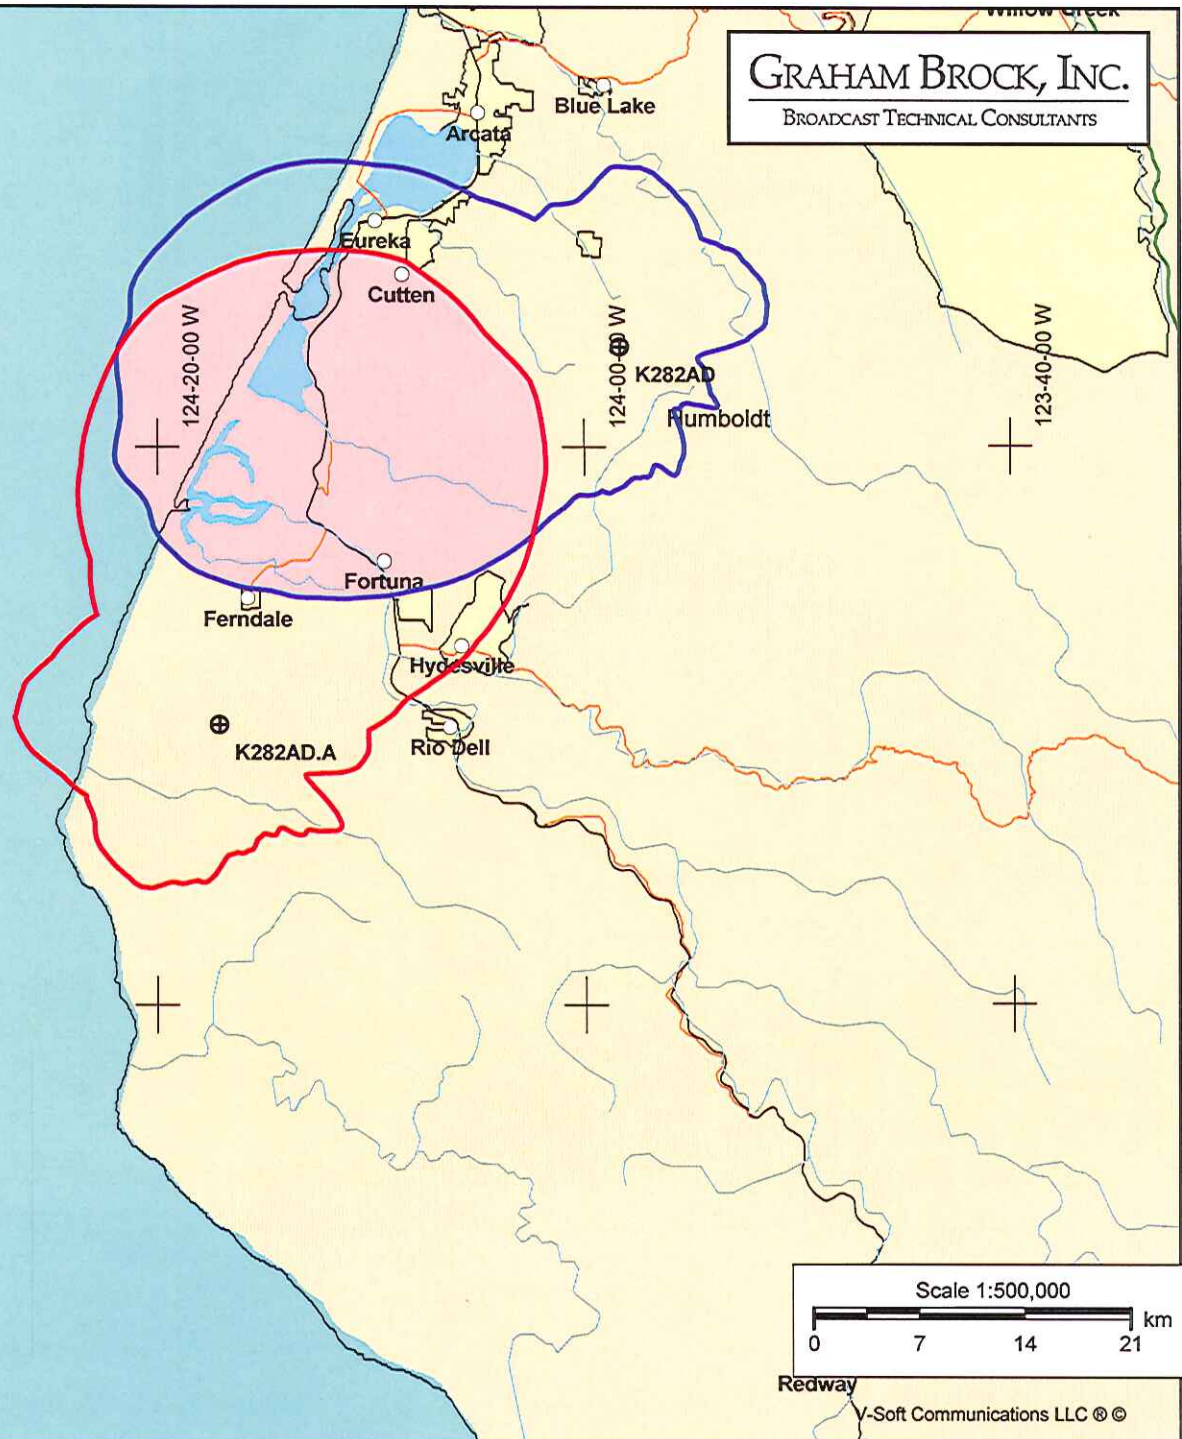 Willow Creek
GRAHAM BROCK, INC.
BROADCAST TECHNICAL CONSULTANTS
Blue Lake
Arcata
Eureka
Cutten
124-20-00 W
124-00-00 W
123-40-00 W
K282AD
Humboldt
Fortuna
Ferndale
Hydesville
K282AD.A
Rio Dell
Scale 1:500,000
km
0 7 14 21
Redway
V-Soft Communications LLC ® ©